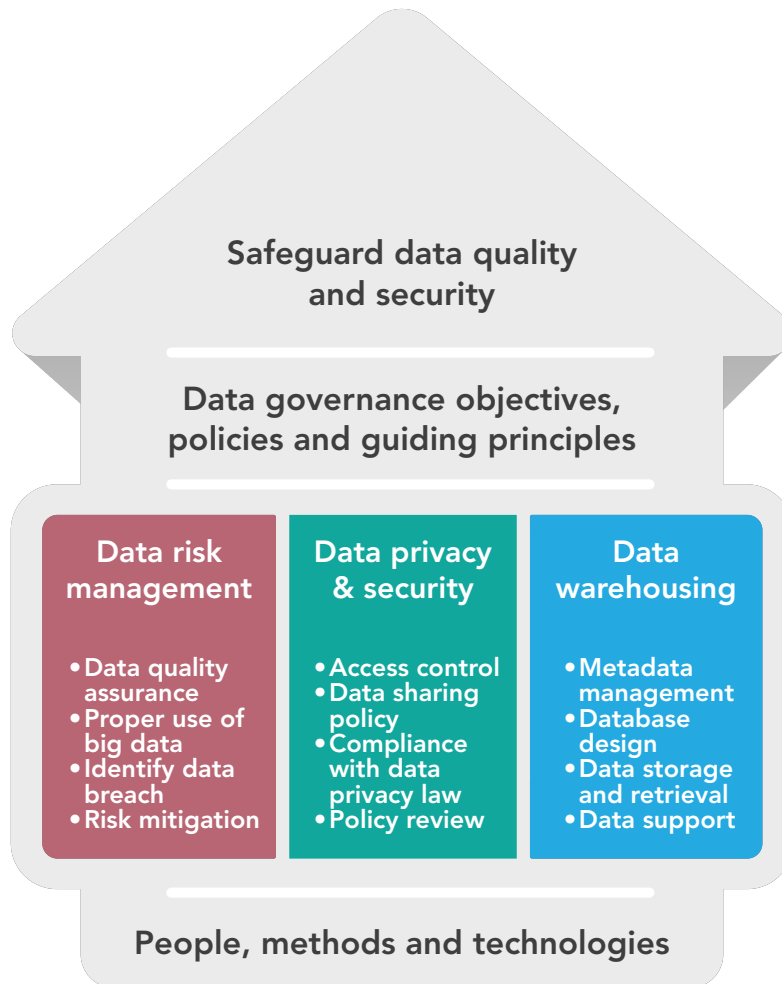 Safeguard data quality
and security
Data governance objectives,
policies and guiding principles
Data risk
management
•Data quality
assurance
•Proper use of
big data
•Identify data
breach
•Risk mitigation
Data privacy
& security
•Access control
•Data sharing
policy
•Compliance
with data
privacy law
•Policy review
Data
warehousing
•Metadata
management
•Database
design
•Data storage
and retrieval
•Data support
People, methods and technologies